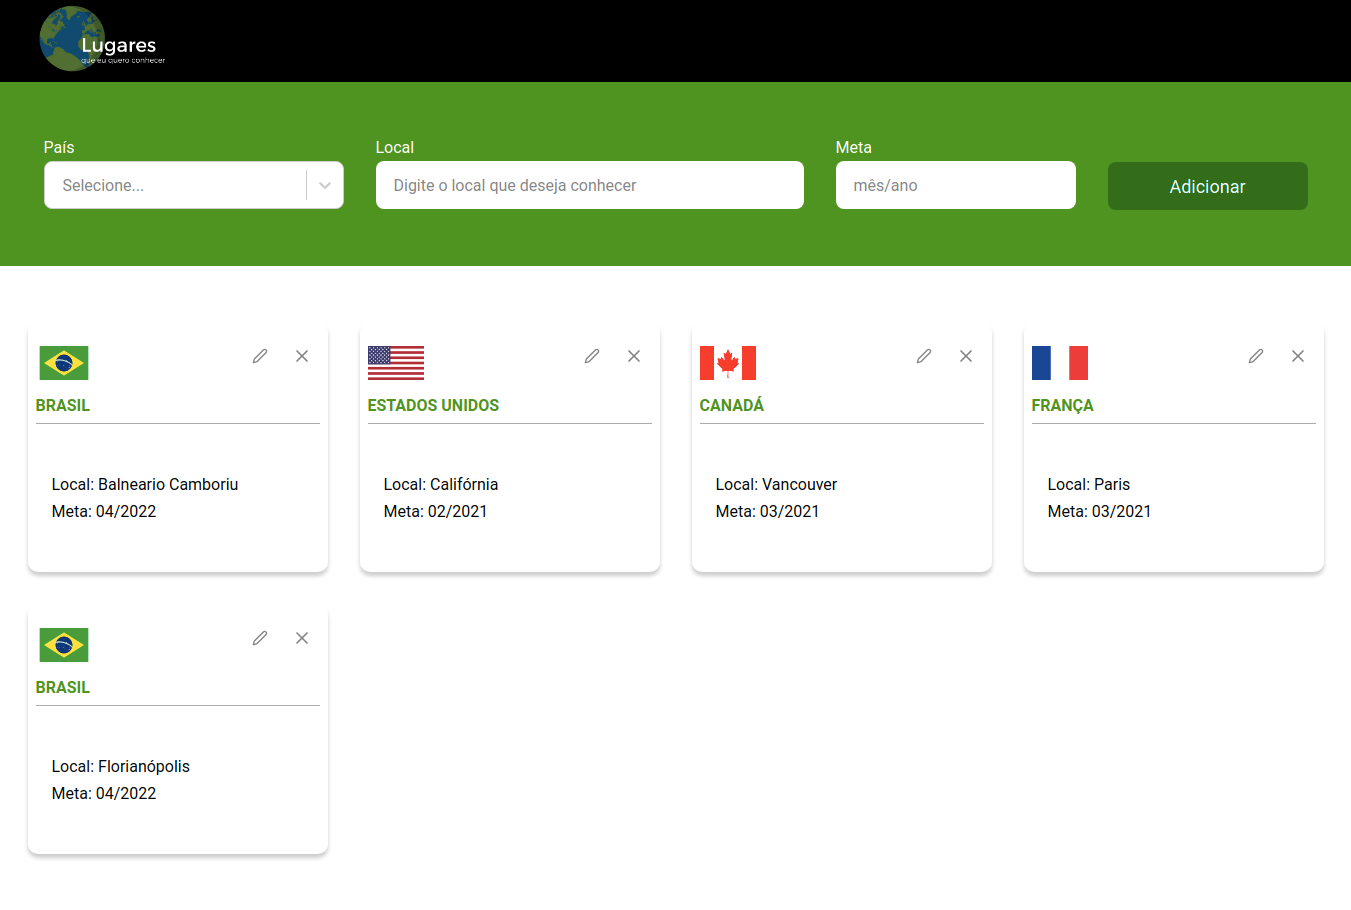 Lugares
que eu quero conhecer
País
Local
Meta
Selecione...
Digite o local que deseja conhecer
mês/ano
Adicionar
BRASIL
Local: Balneario Camboriu
Meta: 04/2022
ESTADOS UNIDOS
Local: Califórnia
Meta: 02/2021
CANADÁ
Local: Vancouver
Meta: 03/2021
FRANÇA
Local: Paris
Meta: 03/2021
BRASIL
Local: Florianópolis
Meta: 04/2022